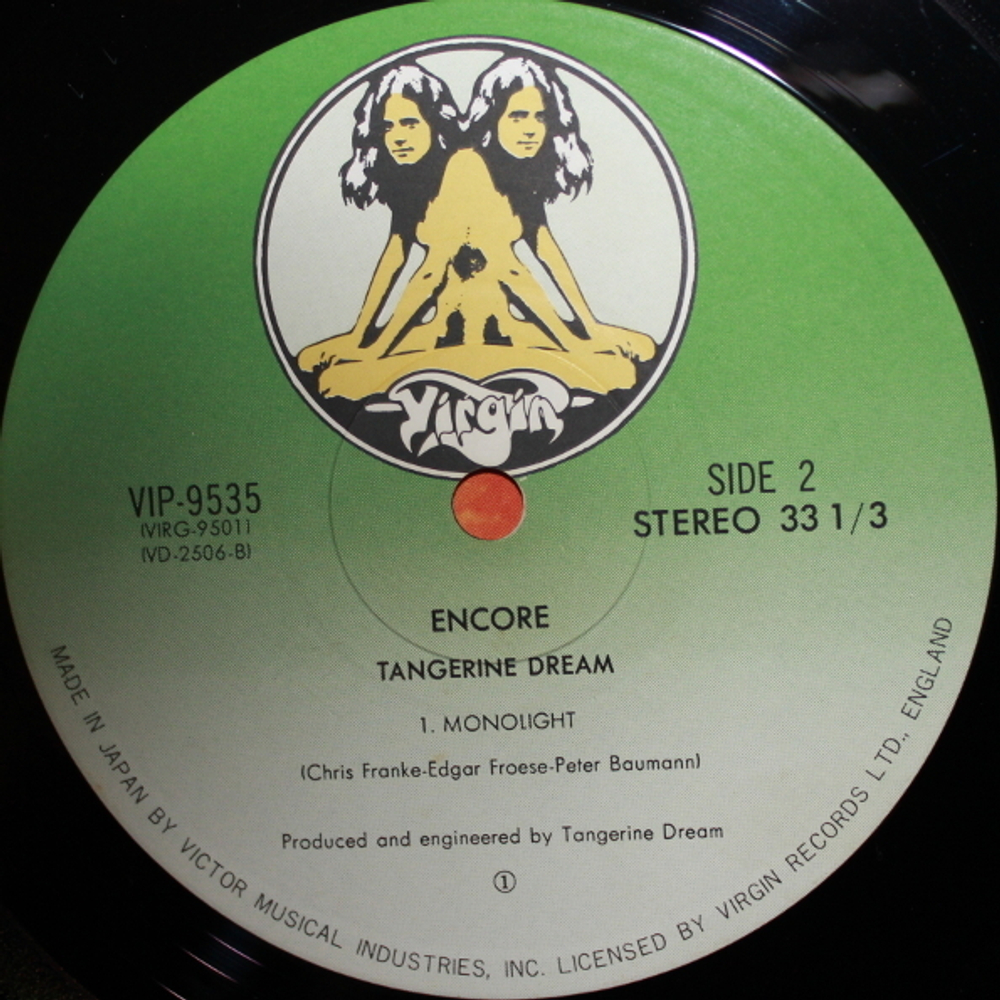 Virgin
VIP-9535
(VIRG-9501)
(VD-2506-B)
SIDE 2
STEREO 33 1/3
ENCORE
TANGERINE DREAM
1. MONOLIGHT
(Chris Franke-Edgar Froese-Peter Baumann)
Produced and engineered by Tangerine Dream
①
MADE IN JAPAN BY VICTOR MUSICAL INDUSTRIES, INC. LICENSED BY VIRGIN RECORDS LTD., ENGLAND